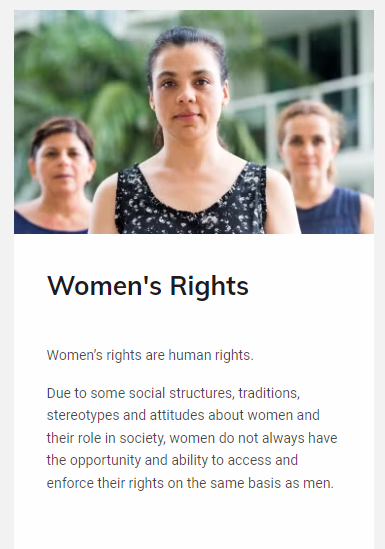 Women's Rights
Women’s rights are human rights.
Due to some social structures, traditions,
stereotypes and attitudes about women and
their role in society, women do not always have
the opportunity and ability to access and
enforce their rights on the same basis as men.